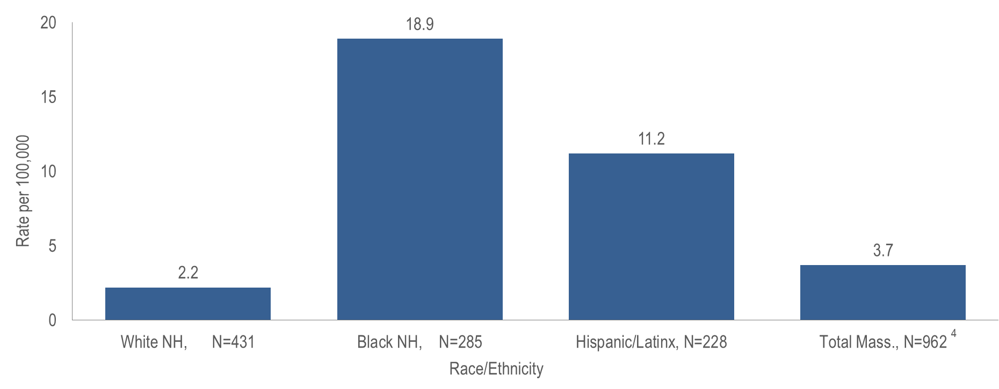 20
15
10
5
0
Rate per 100,000
2.2
18.9
11.2
3.7
White NH, N=431
Black NH, N=285
Hispanic/Latinx, N=228
Total Mass., N=962 4
Race/Ethnicity